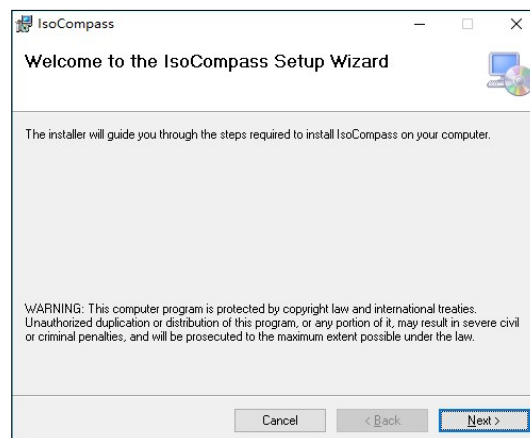 IsoCompass
Welcome to the IsoCompass Setup Wizard
The installer will guide you through the steps required to install IsoCompass on your computer.
WARNING: This computer program is protected by copyright law and international treaties.
Unauthorized duplication or distribution of this program, or any portion of it, may result in severe civil
or criminal penalties, and will be prosecuted to the maximum extent possible under the law.
Cancel < Back Next >